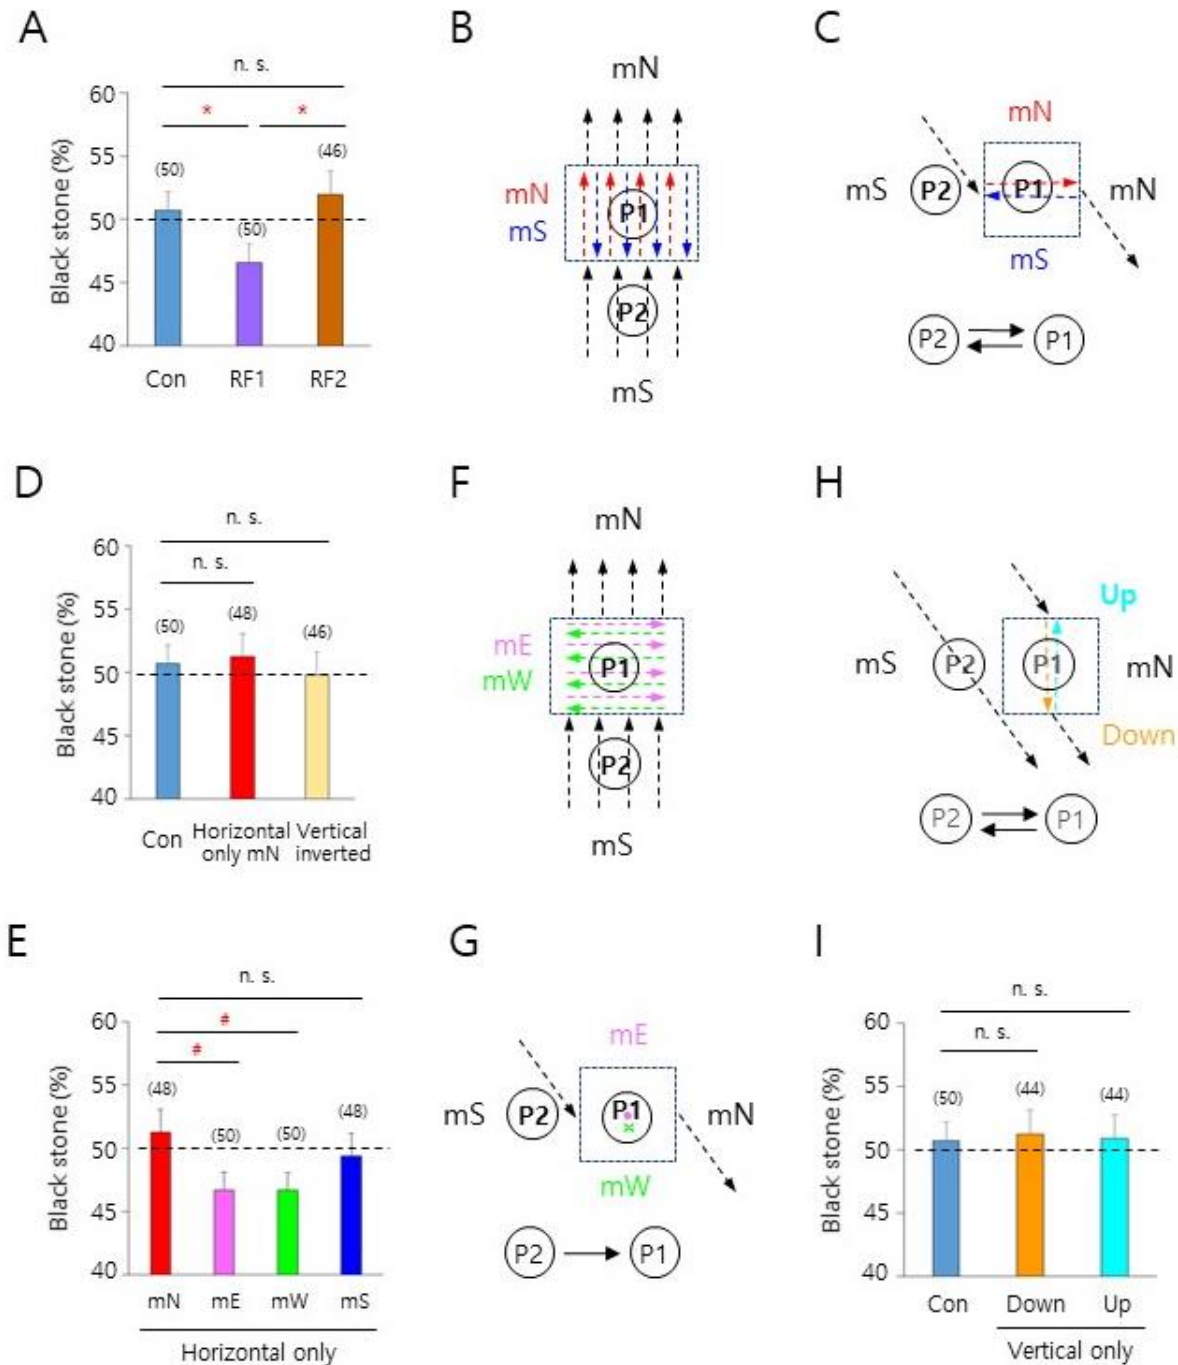 A
n. s.
60
*
*
(50)
(50)
(46)
55
50
45
40
Black stone (%)
Con
RF1
RF2
B
mN
mN
mS
P1
P2
mS
C
mN
mS
P2
P1
mN
mS
P2
P1
D
n. s.
n. s.
60
(50)
(48)
(46)
55
50
45
40
Black stone (%)
Con
Horizontal
only mN
Vertical
inverted
F
mN
mE
mW
P1
P2
mS
H
Up
mS
P2
P1
mN
Down
P2
P1
E
n. s.
#
#
60
(48)
(50)
(50)
(48)
55
50
45
40
Black stone (%)
mN
mE
mW
mS
Horizontal only
G
mE
mS
P2
P1
mN
mW
P2
P1
I
n. s.
n. s.
60
(50)
(44)
(44)
55
50
45
40
Black stone (%)
Con
Down
Up
Vertical only